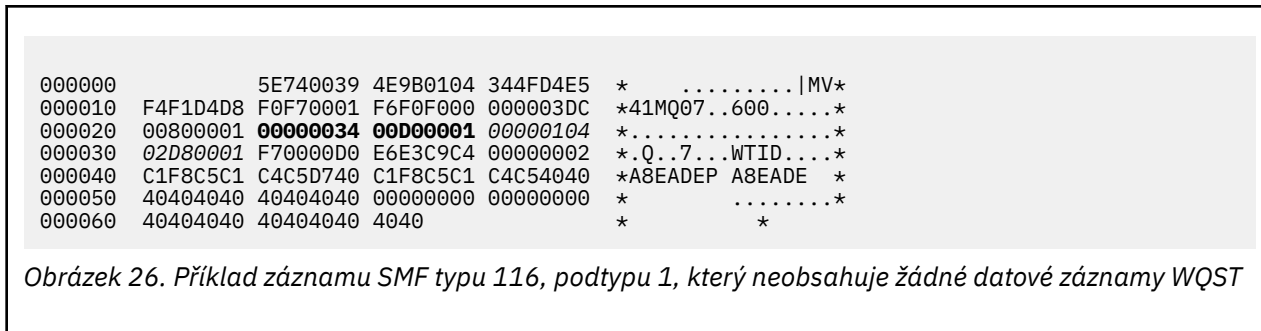 000000 5E740039 4E9B0104 344FD4E5 * .........|MV*
000010 F4F1D4D8 F0F70001 F6F0F000 000003DC *41MQ07..600.....*
000020 00800001 00000034 00D00001 00000104 *................*
000030 02D80001 F70000D0 E6E3C9C4 00000002 *.Q..7...WTID....*
000040 C1F8C5C1 C4C5D740 C1F8C5C1 C4C54040 *A8EADEP A8EADE *
000050 40404040 40404040 00000000 00000000 * ........*
000060 40404040 40404040 4040 * *
Obrázek 26. Příklad záznamu SMF typu 116, podtypu 1, který neobsahuje žádné datové záznamy WQST